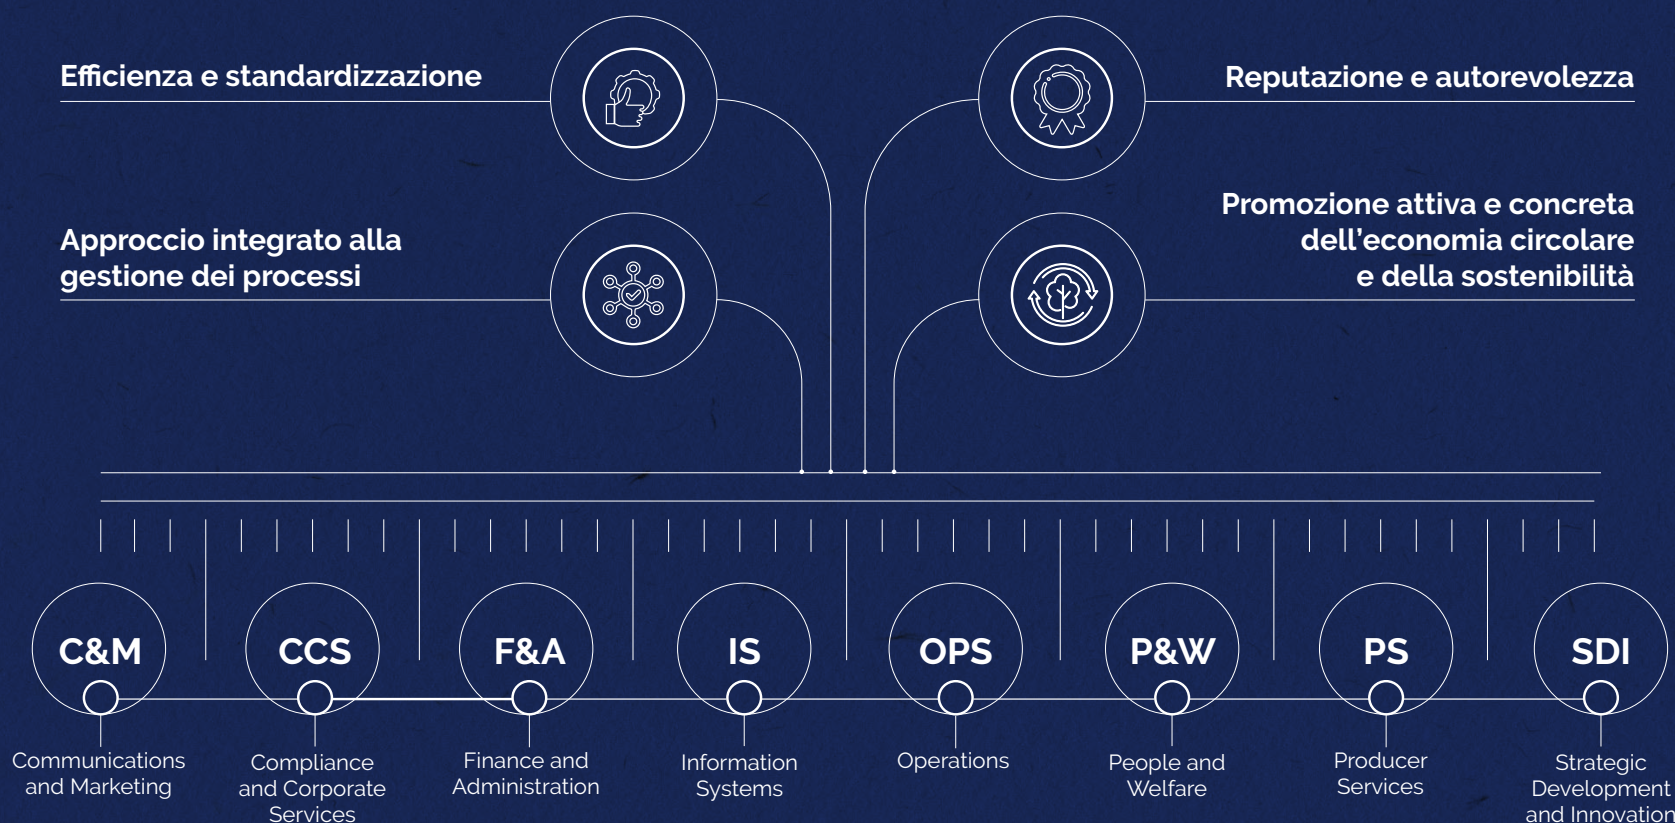 Efficienza e standardizzazione
Reputazione e autorevolezza
Approccio integrato alla
gestione dei processi
Promozione attiva e concreta
dell’economia circolare
e della sostenibilità
C&M
CCS
F&A
IS
OPS
P&W
PS
SDI
Communications
and Marketing
Compliance
and Corporate
Services
Finance and
Administration
Information
Systems
Operations
People and
Welfare
Producer
Services
Strategic
Development
and Innovation